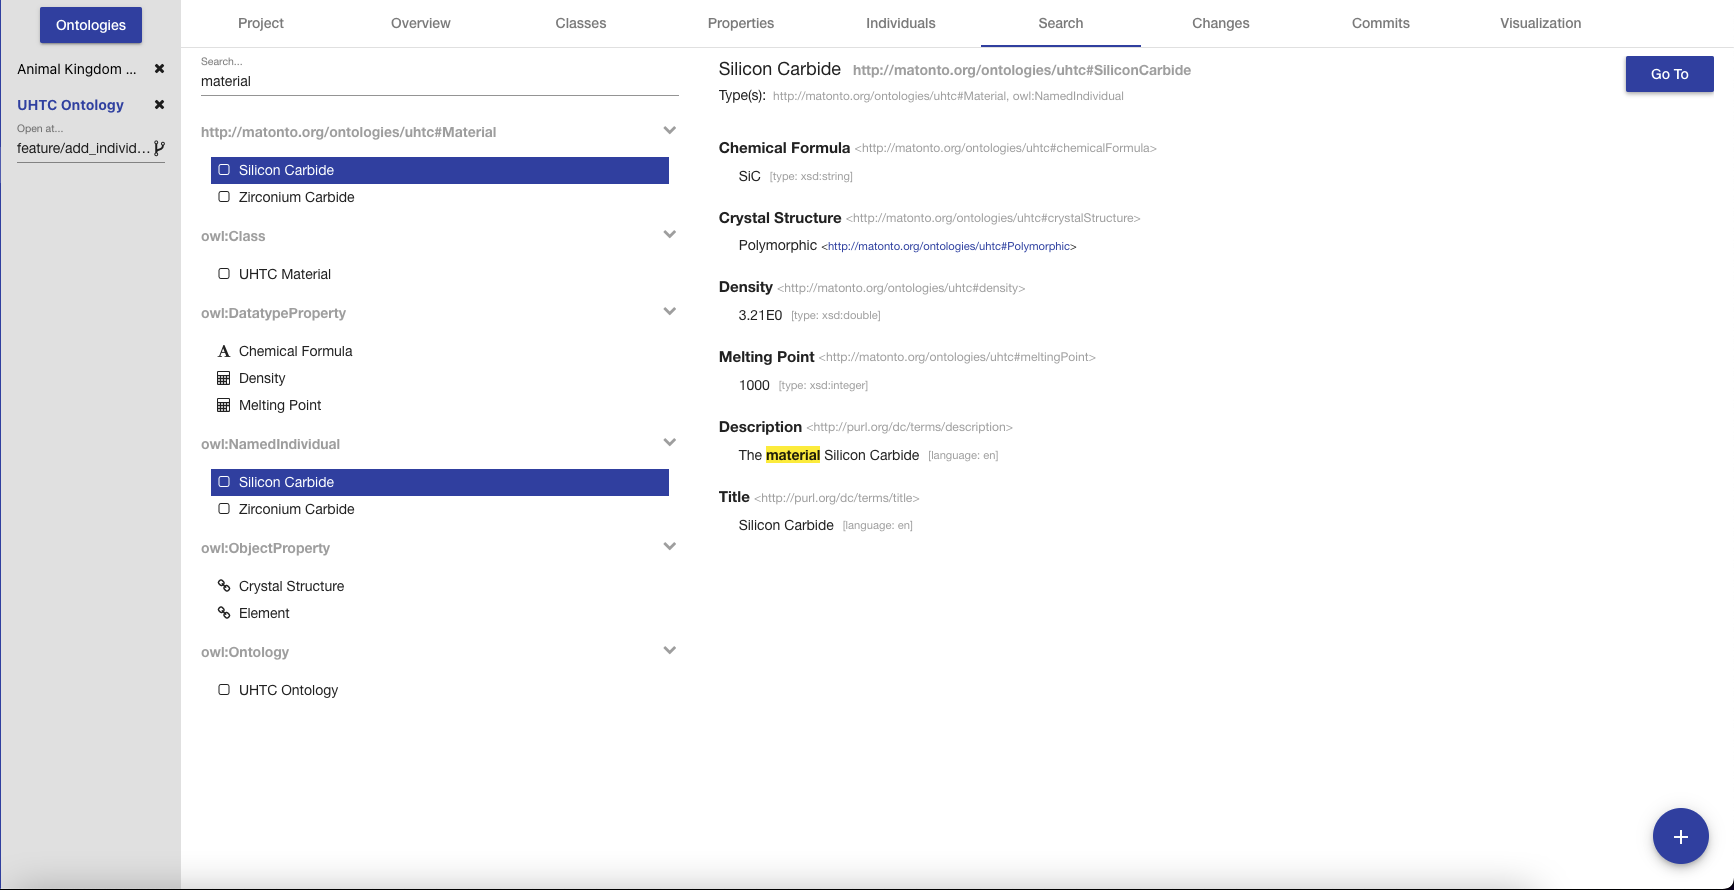 Ontologies
Animal Kingdom ...
UHTC Ontology
Open at...
feature/add_individ...
Project Overview Classes Properties Individuals Search Changes Commits Visualization
Search...
material
http://matonto.org/ontologies/uhtc#Material
Silicon Carbide
Zirconium Carbide
owl:Class
UHTC Material
owl:DatatypeProperty
Chemical Formula
Density
Melting Point
owl:NamedIndividual
Silicon Carbide
Zirconium Carbide
owl:ObjectProperty
Crystal Structure
Element
owl:Ontology
UHTC Ontology
Silicon Carbide http://matonto.org/ontologies/uhtc#SiliconCarbide
Go To
Type(s): http://matonto.org/ontologies/uhtc#Material, owl:NamedIndividual
Chemical Formula <http://matonto.org/ontologies/uhtc#chemicalFormula>
SiC [type: xsd:string]
Crystal Structure <http://matonto.org/ontologies/uhtc#crystalStructure>
Polymorphic <http://matonto.org/ontologies/uhtc#Polymorphic>
Density <http://matonto.org/ontologies/uhtc#density>
3.21E0 [type: xsd:double]
Melting Point <http://matonto.org/ontologies/uhtc#meltingPoint>
1000 [type: xsd:integer]
Description <http://purl.org/dc/terms/description>
The material Silicon Carbide [language: en]
Title <http://purl.org/dc/terms/title>
Silicon Carbide [language: en]